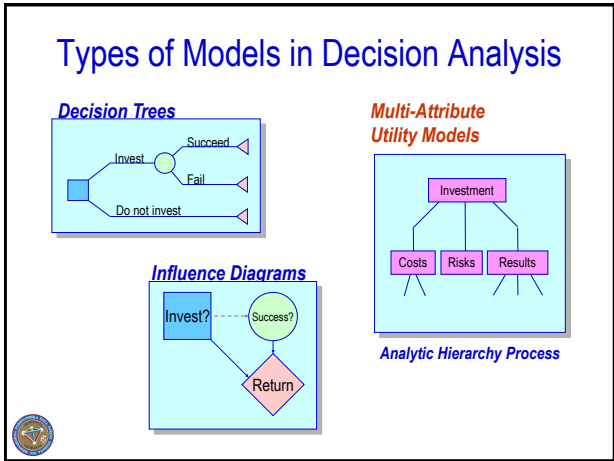 Types of Models in Decision Analysis
Decision Trees
Succeed
Invest
Fail
Do not invest
Multi-Attribute
Utility Models
Investment
Costs Risks Results
Analytic Hierarchy Process
Influence Diagrams
Invest? Success?
Return